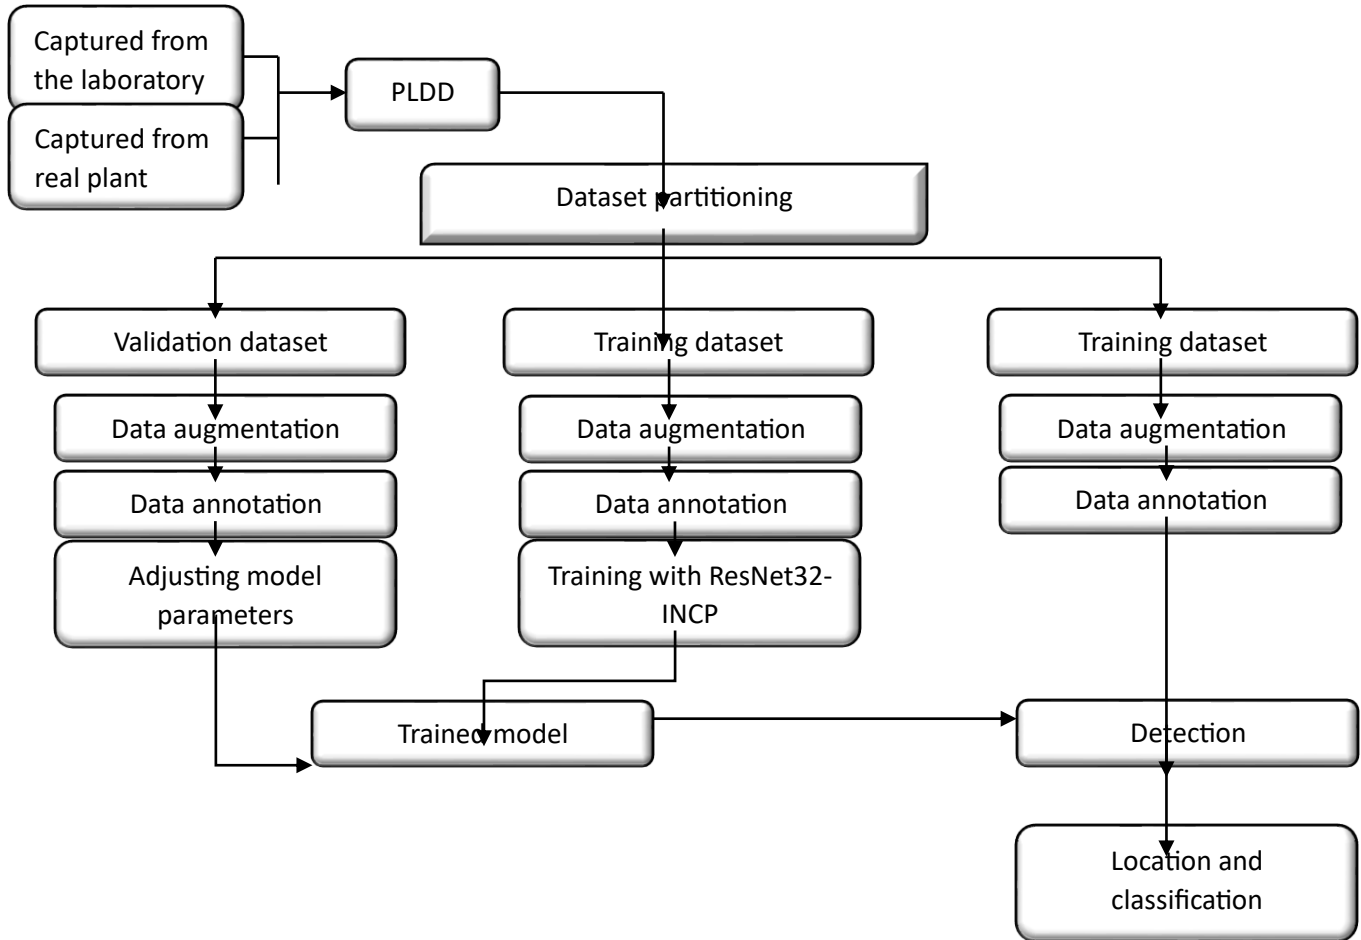 Captured from
the laboratory
Captured from
real plant
PLDD
Dataset partitioning
Validation dataset
Training dataset
Training dataset
Data augmentation
Data augmentation
Data augmentation
Data annotation
Data annotation
Data annotation
Adjusting model
parameters
Training with ResNet32-
INCP
Trained model
Detection
Location and
classification